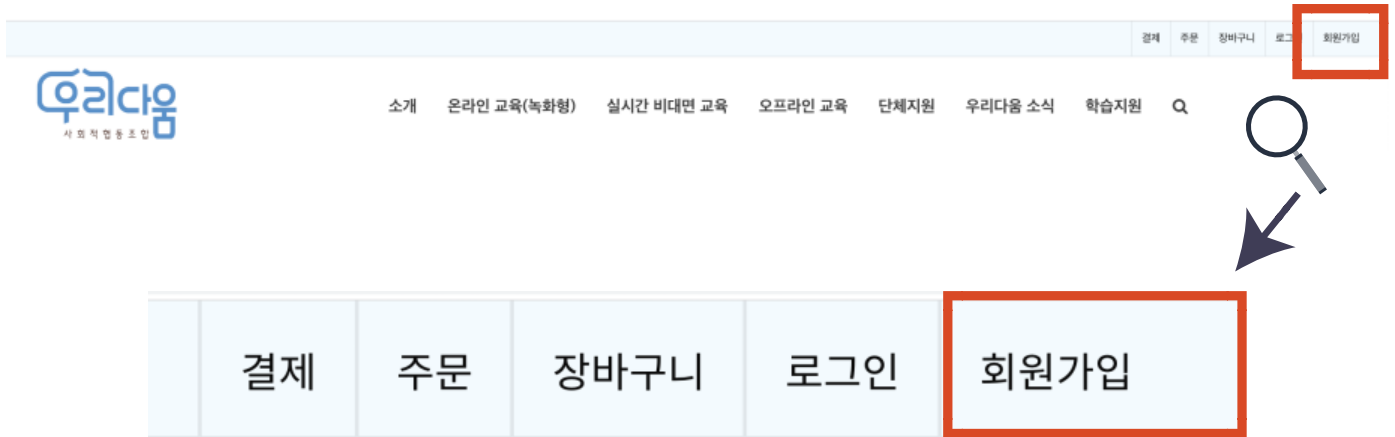 결제 주문 장바구니 로그인 회원가입
우리다움
사회적협동조합
소개 온라인 교육(녹화형) 실시간 비대면 교육 오프라인 교육 단체지원 우리다움 소식 학습지원
결제 주문 장바구니 로그인 회원가입